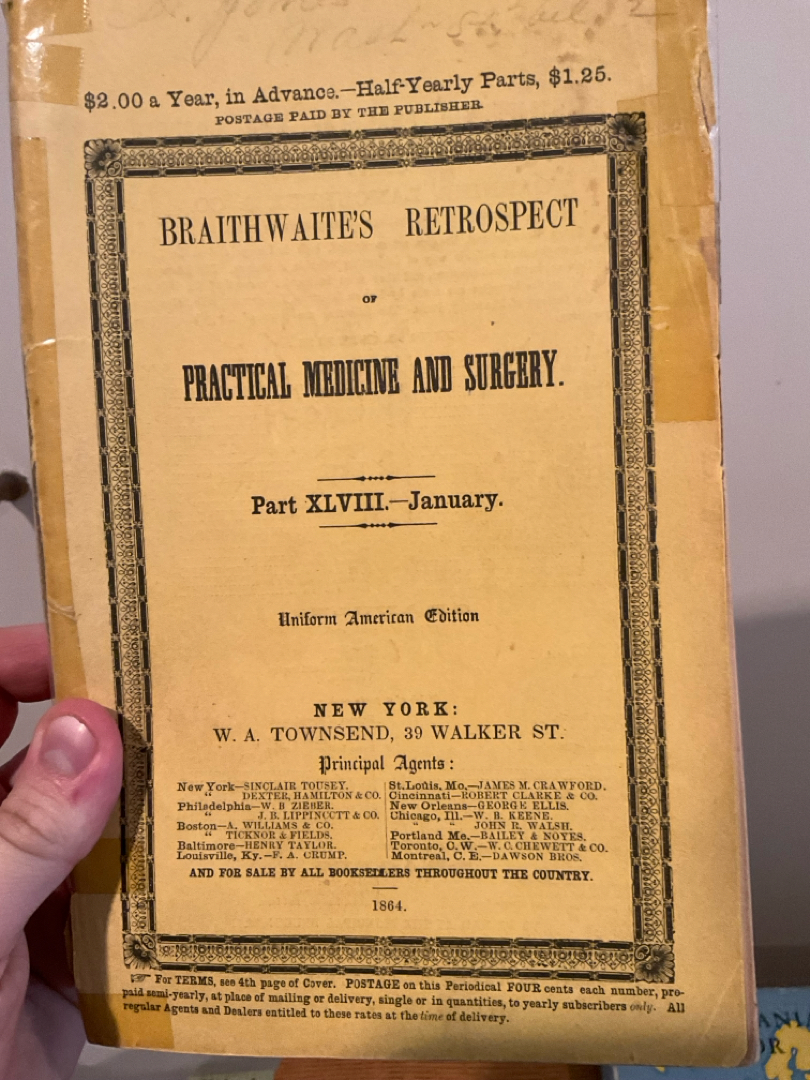 $2.00 a Year, in Advance.—Half-Yearly Parts, $1.25.
POSTAGE PAID BY THE PUBLISHER.
BRAITHWAITE'S RETROSPECT
OF
PRACTICAL MEDICINE AND SURGERY.
Part XLVIII.—January.
Uniform American Edition
NEW YORK:
W. A. TOWNSEND, 39 WALKER ST.
Principal Agents:
New York—SINCLAIR TOUSEY.
" DEXTER, HAMILTON & CO.
Philadelphia—W. B. ZIEBER.
" J. B. LIPPINCOTT & CO.
Boston—A. WILLIAMS & CO.
" TICKNOR & FIELDS.
Baltimore—HENRY TAYLOR.
Louisville, Ky.—F. A. CRUMP.
St. Louis, Mo.—JAMES M. CRAWFORD.
Cincinnati—ROBERT CLARKE & CO.
New Orleans—GEORGE ELLIS.
Chicago, Ill.—W. B. KEENE.
" " JOHN R. WALSH.
Portland Me.—BAILEY & NOYES.
Toronto, C. W.—W. C. CHEWETT & CO.
Montreal, C. E.—DAWSON BROS.
AND FOR SALE BY ALL BOOKSELLERS THROUGHOUT THE COUNTRY.
1864.
☞ For TERMS, see 4th page of Cover. POSTAGE on this Periodical FOUR cents each number, pre-
paid semi-yearly, at place of mailing or delivery, single or in quantities, to yearly subscribers only. All
regular Agents and Dealers entitled to these rates at the time of delivery.